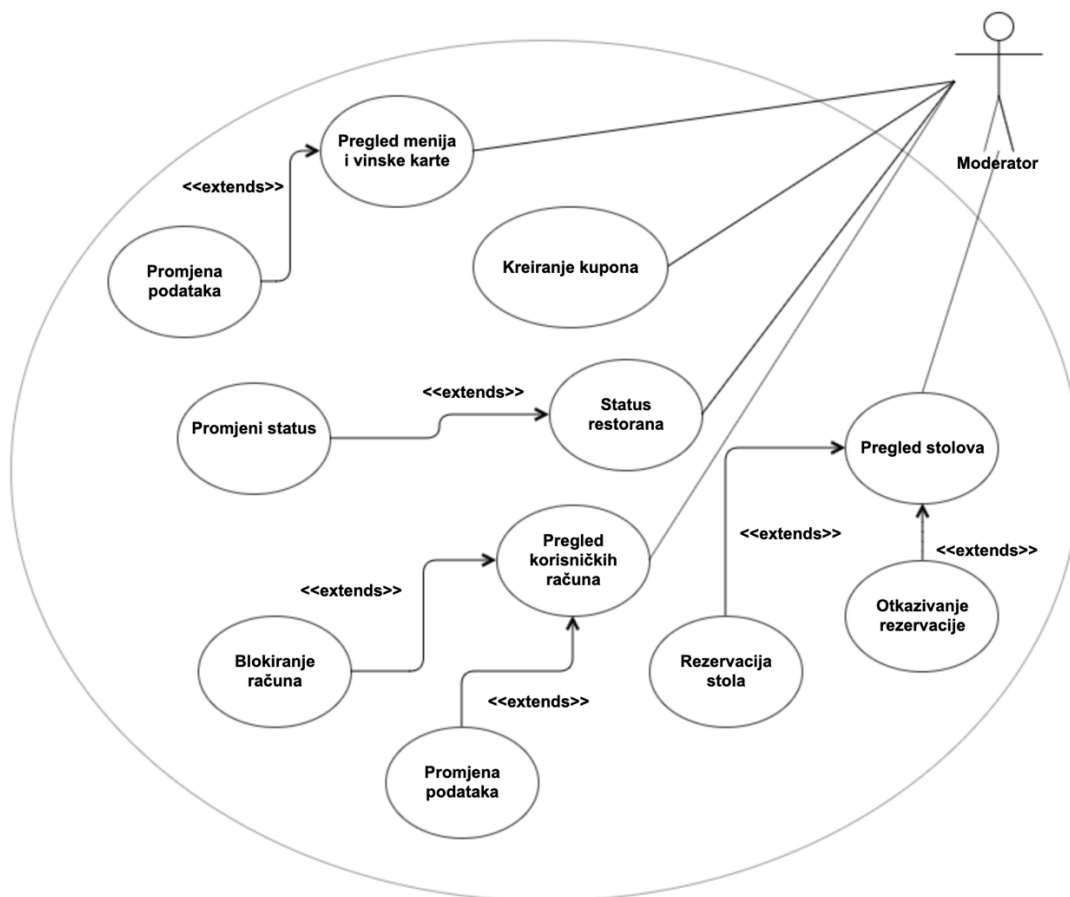 Moderator
Pregled menija
i vinske karte
<<extends>>
Promjena
podataka
Kreiranje kupona
<<extends>>
Promjeni status
Status
restorana
Pregled stolova
Pregled
korisničkih
računa
<<extends>>
<<extends>>
<<extends>>
Otkazivanje
rezervacije
Blokiranje
računa
Rezervacija
stola
<<extends>>
Promjena
podataka